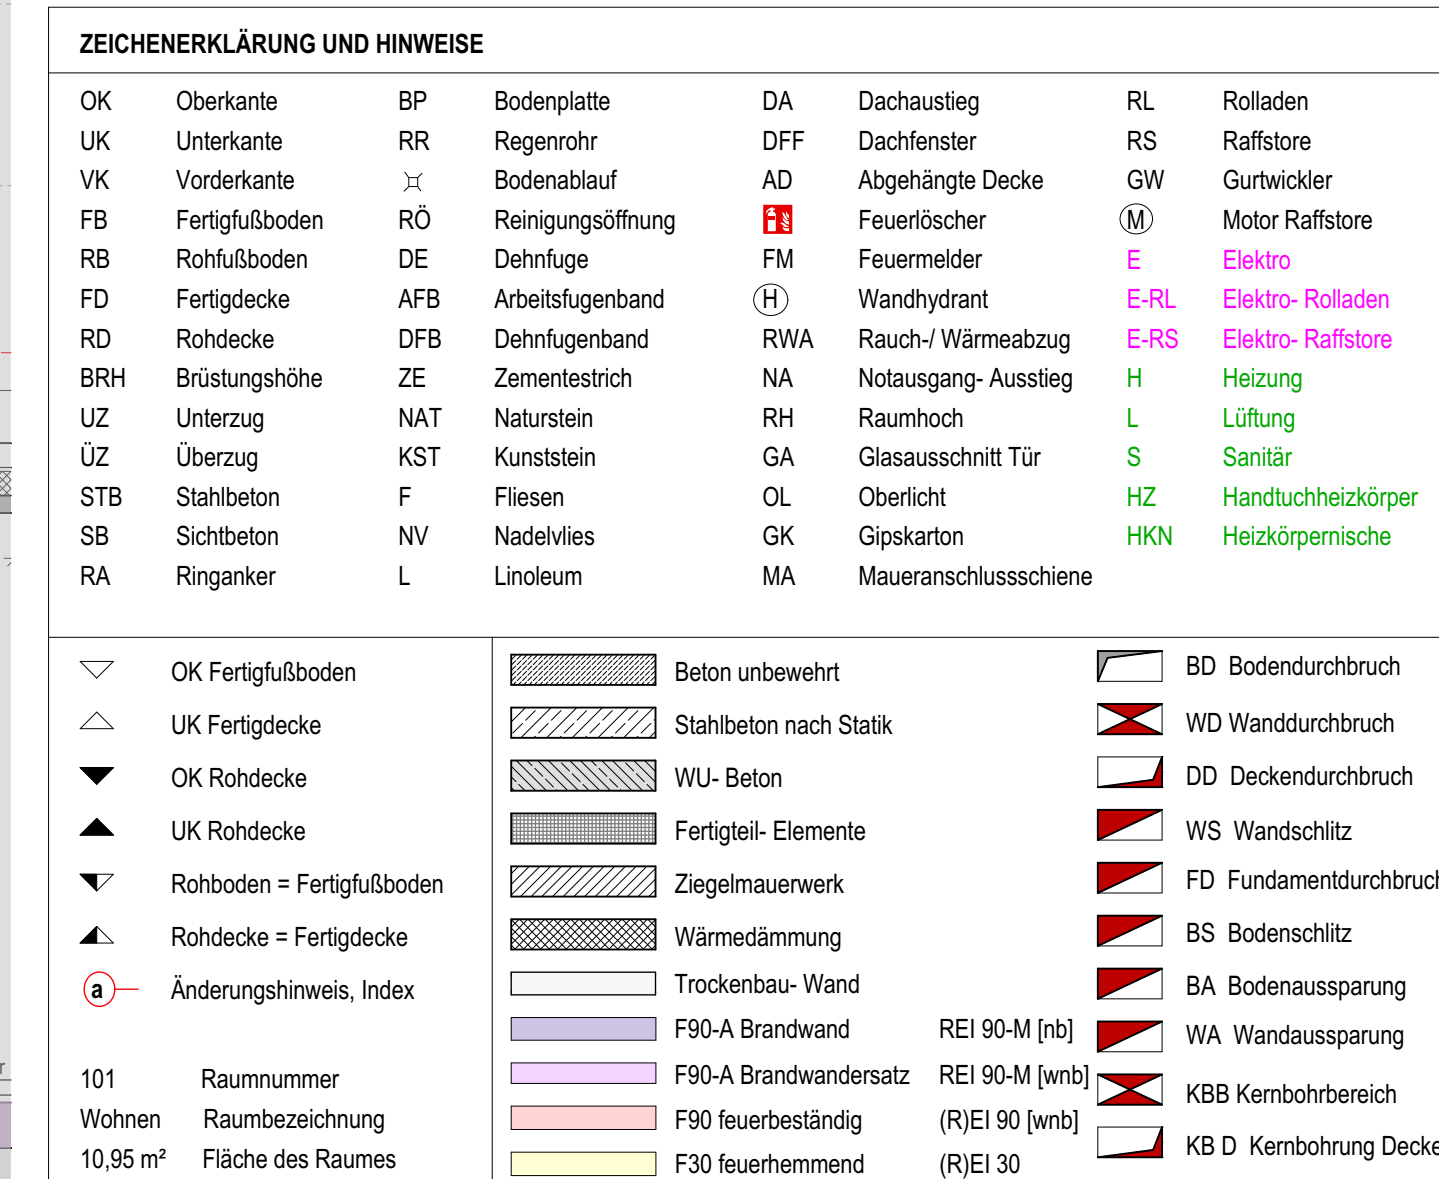 ZEICHENERKLÄRUNG UND HINWEISE
OK Oberkante BP Bodenplatte DA Dachaustieg RL Rolladen
UK Unterkante RR Regenrohr DFF Dachfenster RS Raffstore
VK Vorderkante Bodenablauf AD Abgehängte Decke GW Gurtwickler
FB Fertigfußboden RÖ Reinigungsöffnung Feuerlöscher M Motor Raffstore
RB Rohfußboden DE Dehnfuge FM Feuermelder E Elektro
FD Fertigdecke AFB Arbeitsfugenband H Wandhydrant E-RL Elektro- Rolladen
RD Rohdecke DFB Dehnfugenband RWA Rauch-/ Wärmeabzug E-RS Elektro- Raffstore
BRH Brüstungshöhe ZE Zementestrich NA Notausgang- Ausstieg H Heizung
UZ Unterzug NAT Naturstein RH Raumhoch L Lüftung
ÜZ Überzug KST Kunststein GA Glasausschnitt Tür S Sanitär
STB Stahlbeton F Fliesen OL Oberlicht HZ Handtuchheizkörper
SB Sichtbeton NV Nadelvlies GK Gipskarton HKN Heizkörpernische
RA Ringanker L Linoleum MA Maueranschlussschiene
OK Fertigfußboden
UK Fertigdecke
OK Rohdecke
UK Rohdecke
Rohboden = Fertigfußboden
Rohdecke = Fertigdecke
a Änderungshinweis, Index
101 Raumnummer
Wohnen Raumbezeichnung
10,95 m² Fläche des Raumes
Beton unbewehrt
Stahlbeton nach Statik
WU- Beton
Fertigteil- Elemente
Ziegelmauerwerk
Wärmedämmung
Trockenbau- Wand
F90-A Brandwand REI 90-M [nb]
F90-A Brandwandersatz REI 90-M [wnb]
F90 feuerbeständig (R)EI 90 [wnb]
F30 feuerhemmend (R)EI 30
BD Bodendurchbruch
WD Wanddurchbruch
DD Deckendurchbruch
WS Wandschlitz
FD Fundamentdurchbruch
BS Bodenschlitz
BA Bodenaussparung
WA Wandaussparung
KBB Kernbohrbereich
KB D Kernbohrung Decke